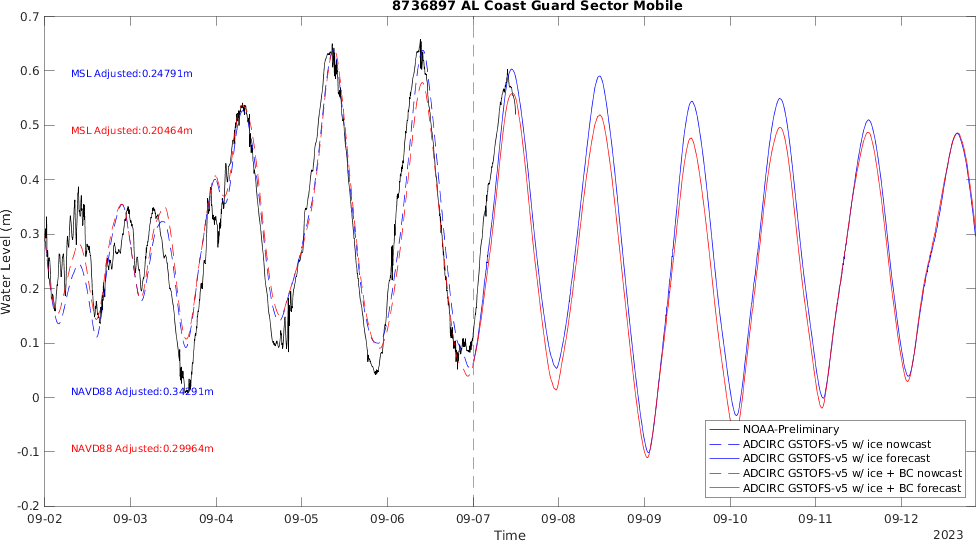 8736897 AL Coast Guard Sector Mobile
0.7
0.6
0.5
0.4
0.3
0.2
0.1
0
-0.1
-0.2
Water Level (m)
MSL Adjusted:0.24791m
MSL Adjusted:0.20464m
NAVD88 Adjusted:0.34291m
NAVD88 Adjusted:0.29964m
NOAA-Preliminary
ADCIRC GSTOFS-v5 w/ ice nowcast
ADCIRC GSTOFS-v5 w/ ice forecast
ADCIRC GSTOFS-v5 w/ ice + BC nowcast
ADCIRC GSTOFS-v5 w/ ice + BC forecast
09-02 09-03 09-04 09-05 09-06 09-07 09-08 09-09 09-10 09-11 09-12
Time
2023